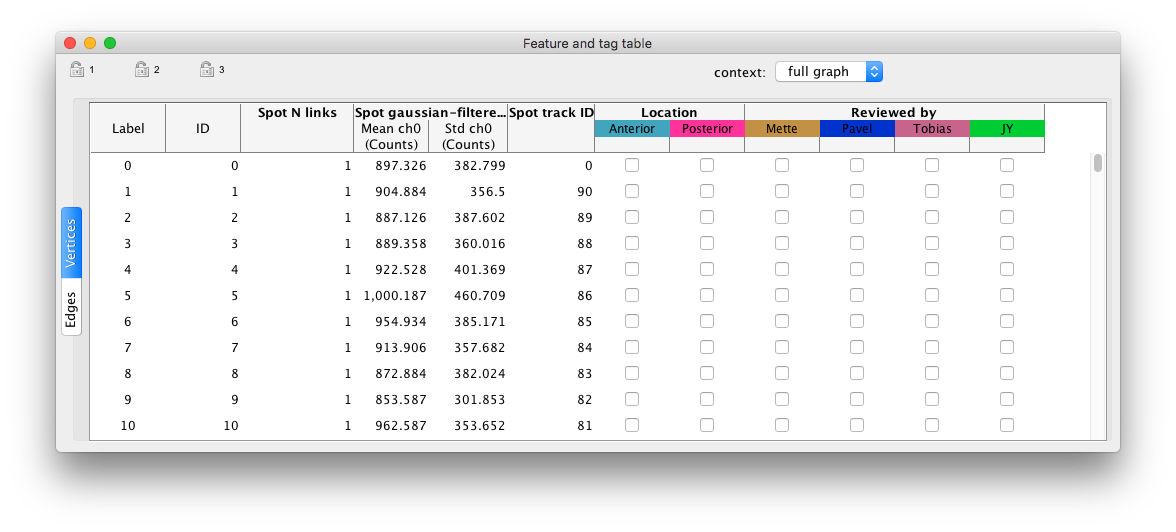 Feature and tag table
1 2 3 context: full graph
Spot N links Spot gaussian-filtere... Spot track ID Location Reviewed by
Label ID Mean ch0 Std ch0 Anterior Posterior Mette Pavel Tobias JY
(Counts) (Counts)
0 0 1 897.326 382.799 0
1 1 1 904.884 356.5 90
2 2 1 887.126 387.602 89
3 3 1 889.358 360.016 88
4 4 1 922.528 401.369 87
5 5 1 1,000.187 460.709 86
6 6 1 954.934 385.171 85
7 7 1 913.906 357.682 84
8 8 1 872.884 382.024 83
9 9 1 853.587 301.853 82
10 10 1 962.587 353.652 81
Vertices
Edges